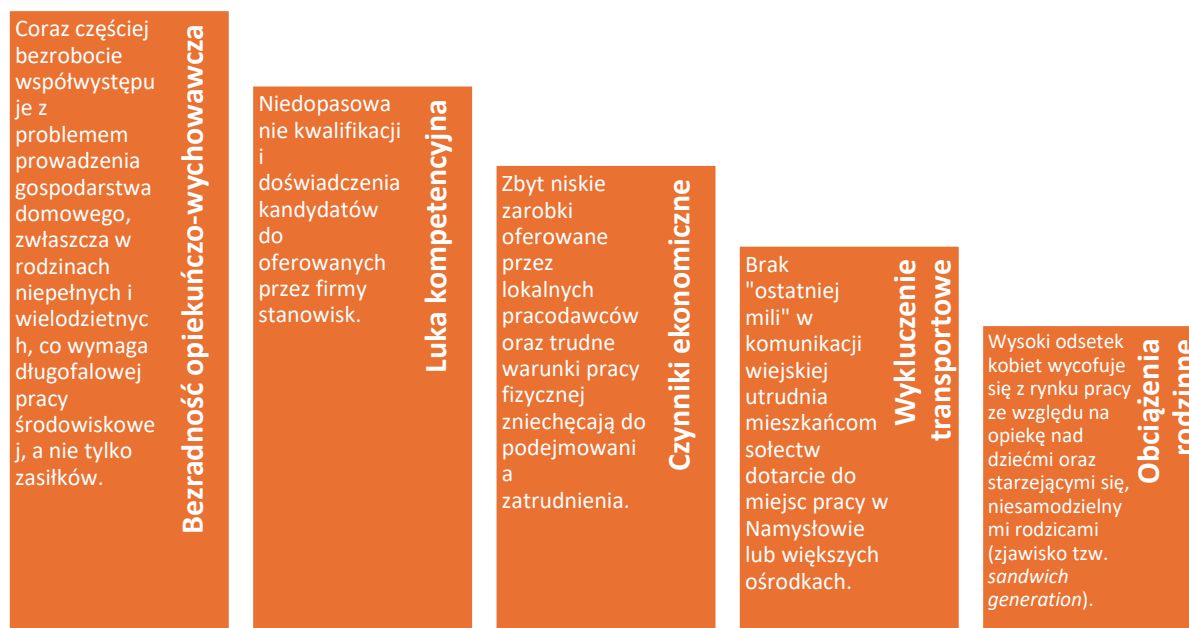 Coraz częściej
bezrobocie
współwystępu
je z
problemem
prowadzenia
gospodarstwa
domowego,
zwłaszcza w
rodzinach
niepełnych i
wielodzietnyc
h, co wymaga
długofalowej
pracy
środowiskowe
j, a nie tylko
zasiłków.
Bezradność opiekuńczo-wychowawcza
Niedopasowa
nie kwalifikacji
i
doświadczenia
kandydatów
do
oferowanych
przez firmy
stanowisk.
Luka kompetencyjna
Zbyt niskie
zarobki
oferowane
przez
lokalnych
pracodawców
oraz trudne
warunki pracy
fizycznej
zniechęcają do
podejmowani
a
zatrudnienia.
Czynniki ekonomiczne
Brak
"ostatniej
mili" w
komunikacji
wiejskiej
utrudnia
mieszkańcom
sołectw
dotarcie do
miejsc pracy w
Namysłowie
lub większych
ośrodkach.
Wykluczenie
transportowe
Wysoki odsetek
kobiet wycofuje
się z rynku pracy
ze względu na
opiekę nad
dziećmi oraz
starzejącymi się,
niesamodzielny
mi rodzicami
(zjawisko tzw.
sandwich
generation).
Obciążenia
rodzinne